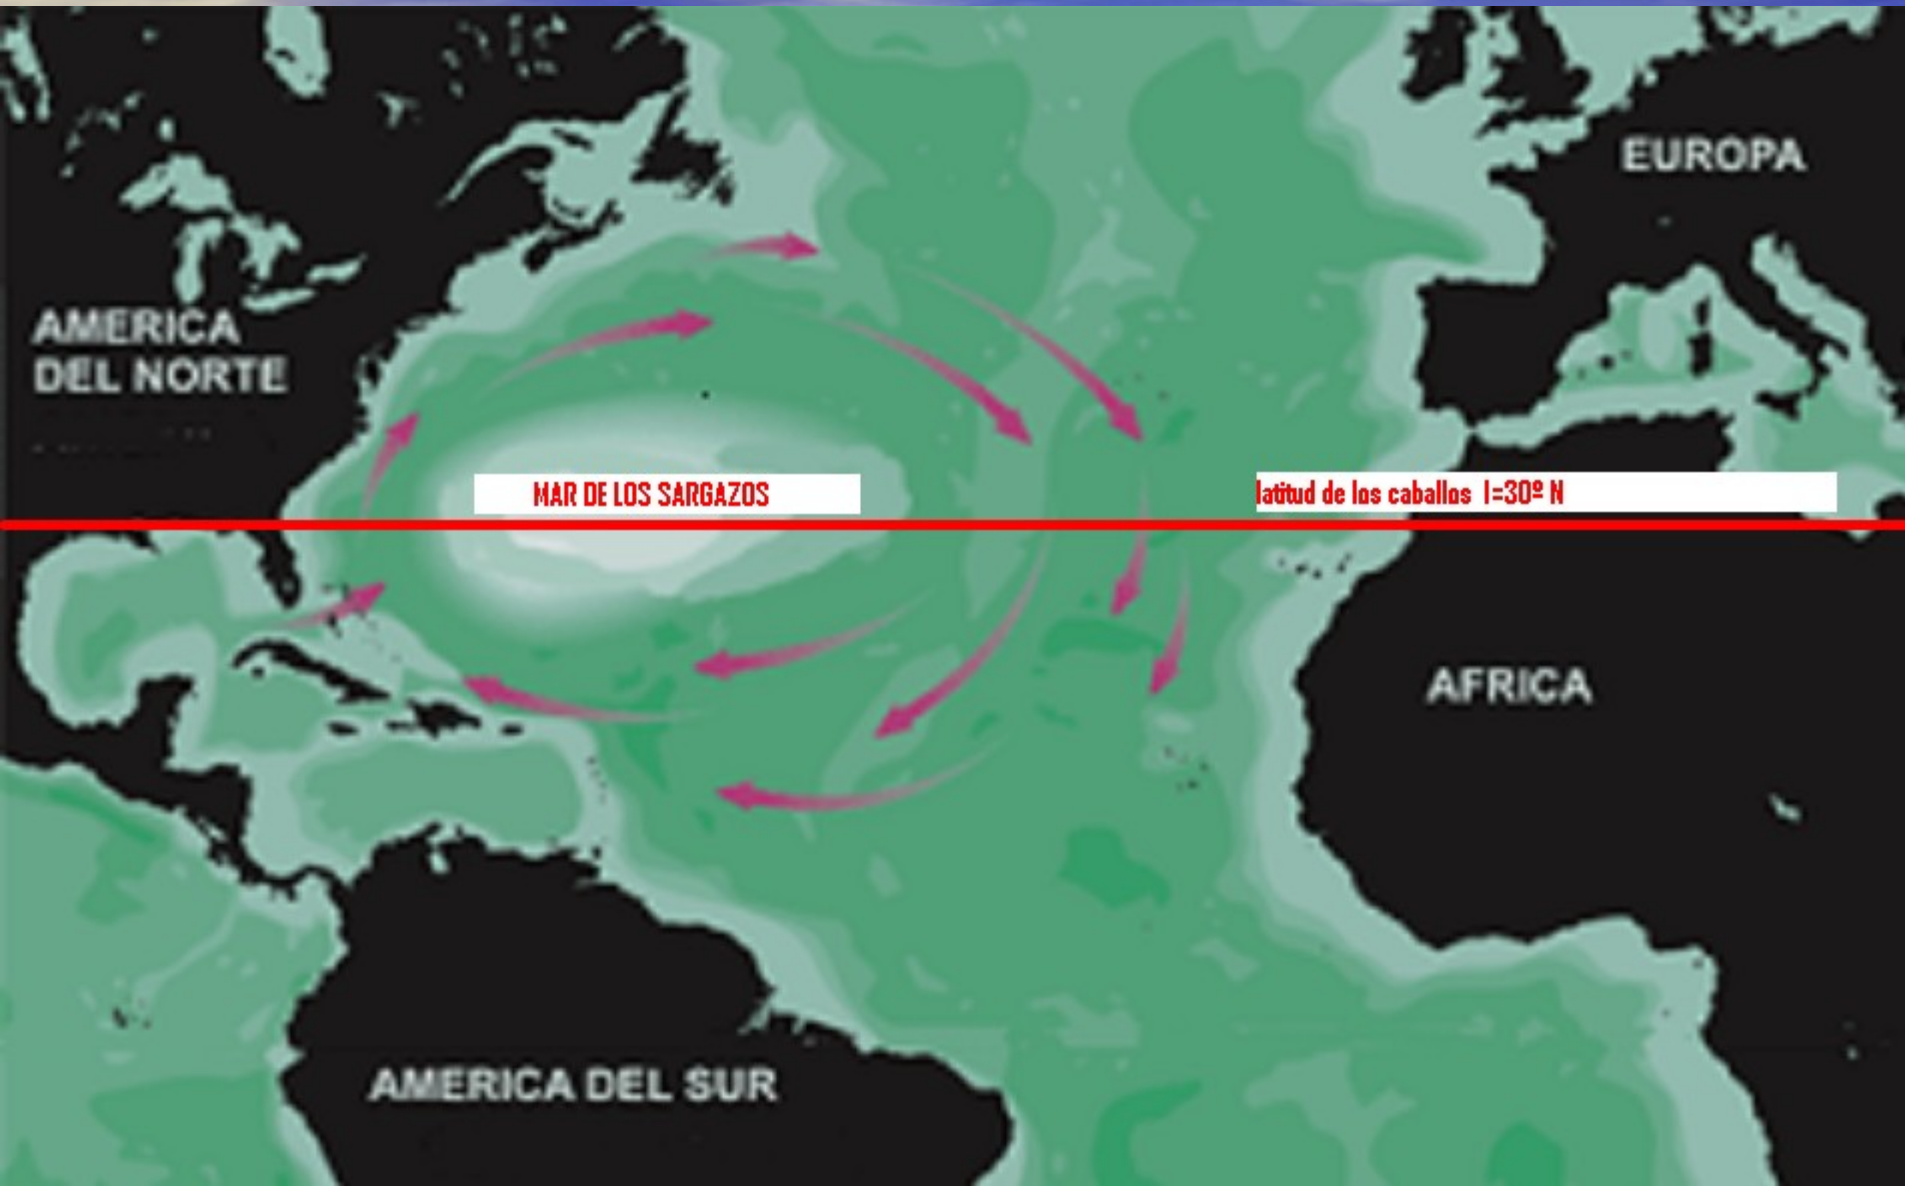 EUROPA
AMERICA
DEL NORTE
MAR DE LOS SARGAZOS
latitud de los caballos l=30º N
AFRICA
AMERICA DEL SUR